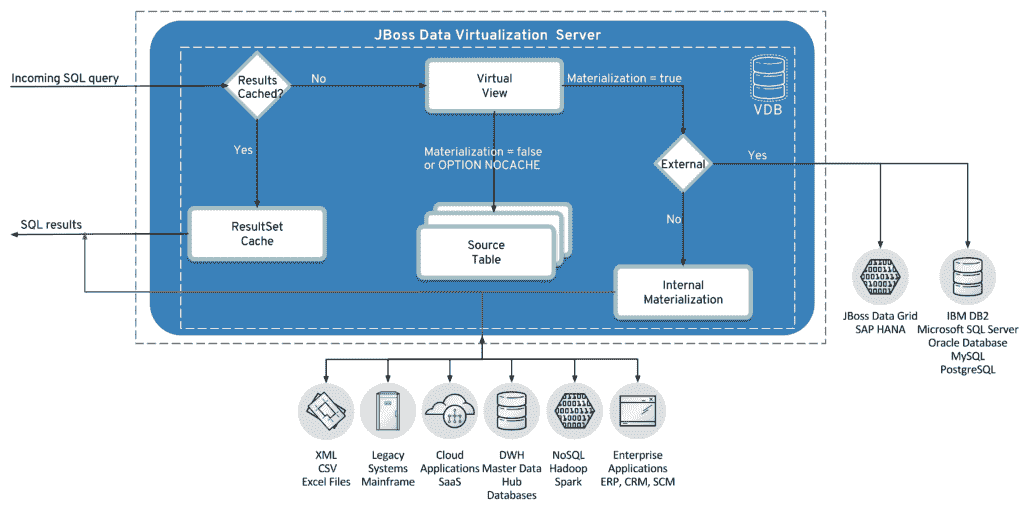 JBoss Data Virtualization Server
Incoming SQL query
Results
Cached?
No
Virtual
View
Materialization = true
VDB
Yes
Materialization = false
or OPTION NOCACHE
External
Yes
SQL results
ResultSet
Cache
Source
Table
No
Internal
Materialization
JBoss Data Grid
SAP HANA
IBM DB2
Microsoft SQL Server
Oracle Database
MySQL
PostgreSQL
XML
CSV
Excel Files
Legacy
Systems
Mainframe
Cloud
Applications
SaaS
DWH
Master Data
Hub
Databases
NoSQL
Hadoop
Spark
Enterprise
Applications
ERP, CRM, SCM